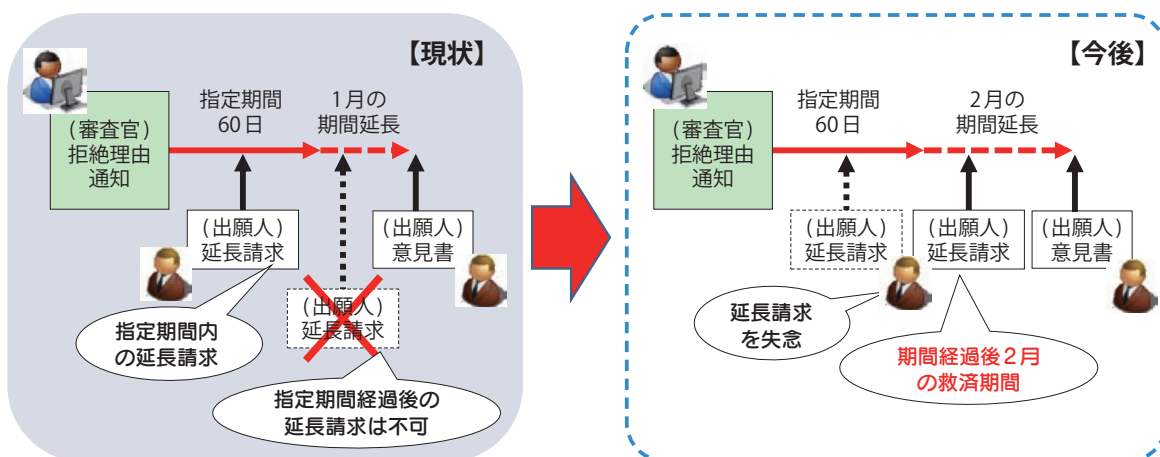 【現状】
指定期間
60日
1月の
期間延長
(審査官)
拒絶理由
通知
(出願人)
延長請求
(出願人)
意見書
(出願人)
延長請求
指定期間内
の延長請求
指定期間経過後の
延長請求は不可
【今後】
指定期間
60日
2月の
期間延長
(審査官)
拒絶理由
通知
(出願人)
延長請求
(出願人)
延長請求
(出願人)
意見書
延長請求
を失念
期間経過後2月
の救済期間